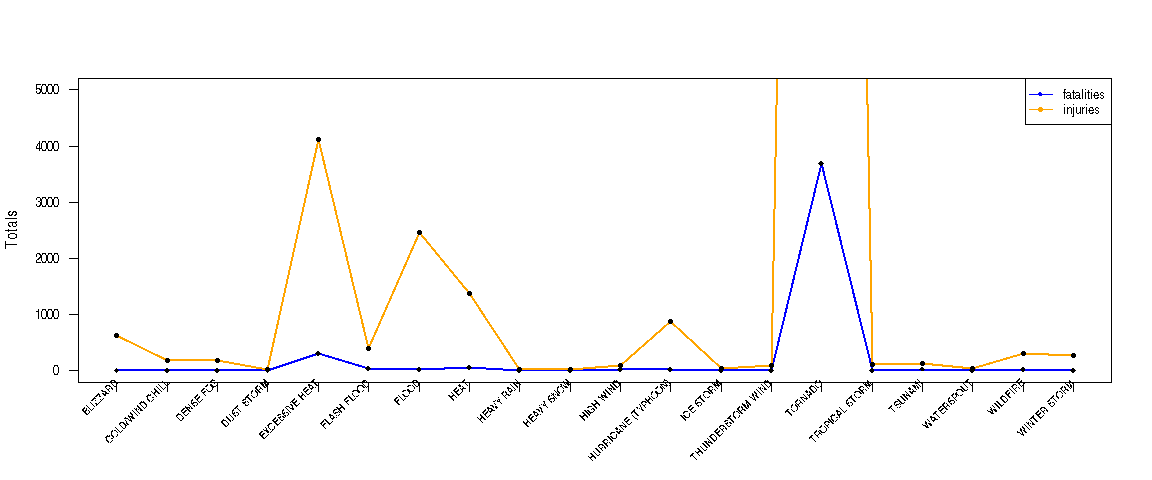 5000
4000
3000
2000
1000
0
Totals
fatalities
injuries
BLIZZARD
COLD/WIND CHILL
DENSE FOG
DUST STORM
EXCESSIVE HEAT
FLASH FLOOD
FLOOD
HEAT
HEAVY RAIN
HEAVY SNOW
HIGH WIND
HURRICANE (TYPHOON)
ICE STORM
THUNDERSTORM WIND
TORNADO
TROPICAL STORM
TSUNAMI
WATERSPOUT
WILDFIRE
WINTER STORM